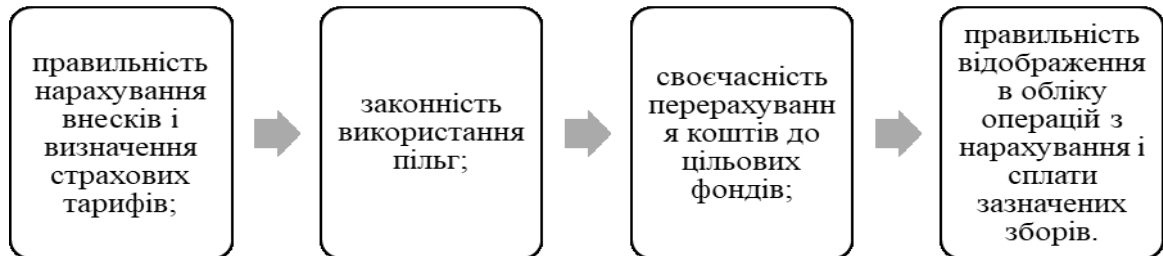 правильність
нарахування
внесків і
визначення
страхових
тарифів;
законність
використання
пільг;
своєчасність
перерахуванн
я коштів до
цільових
фондів;
правильність
відображення
в обліку
операцій з
нарахування і
сплати
зазначених
зборів.